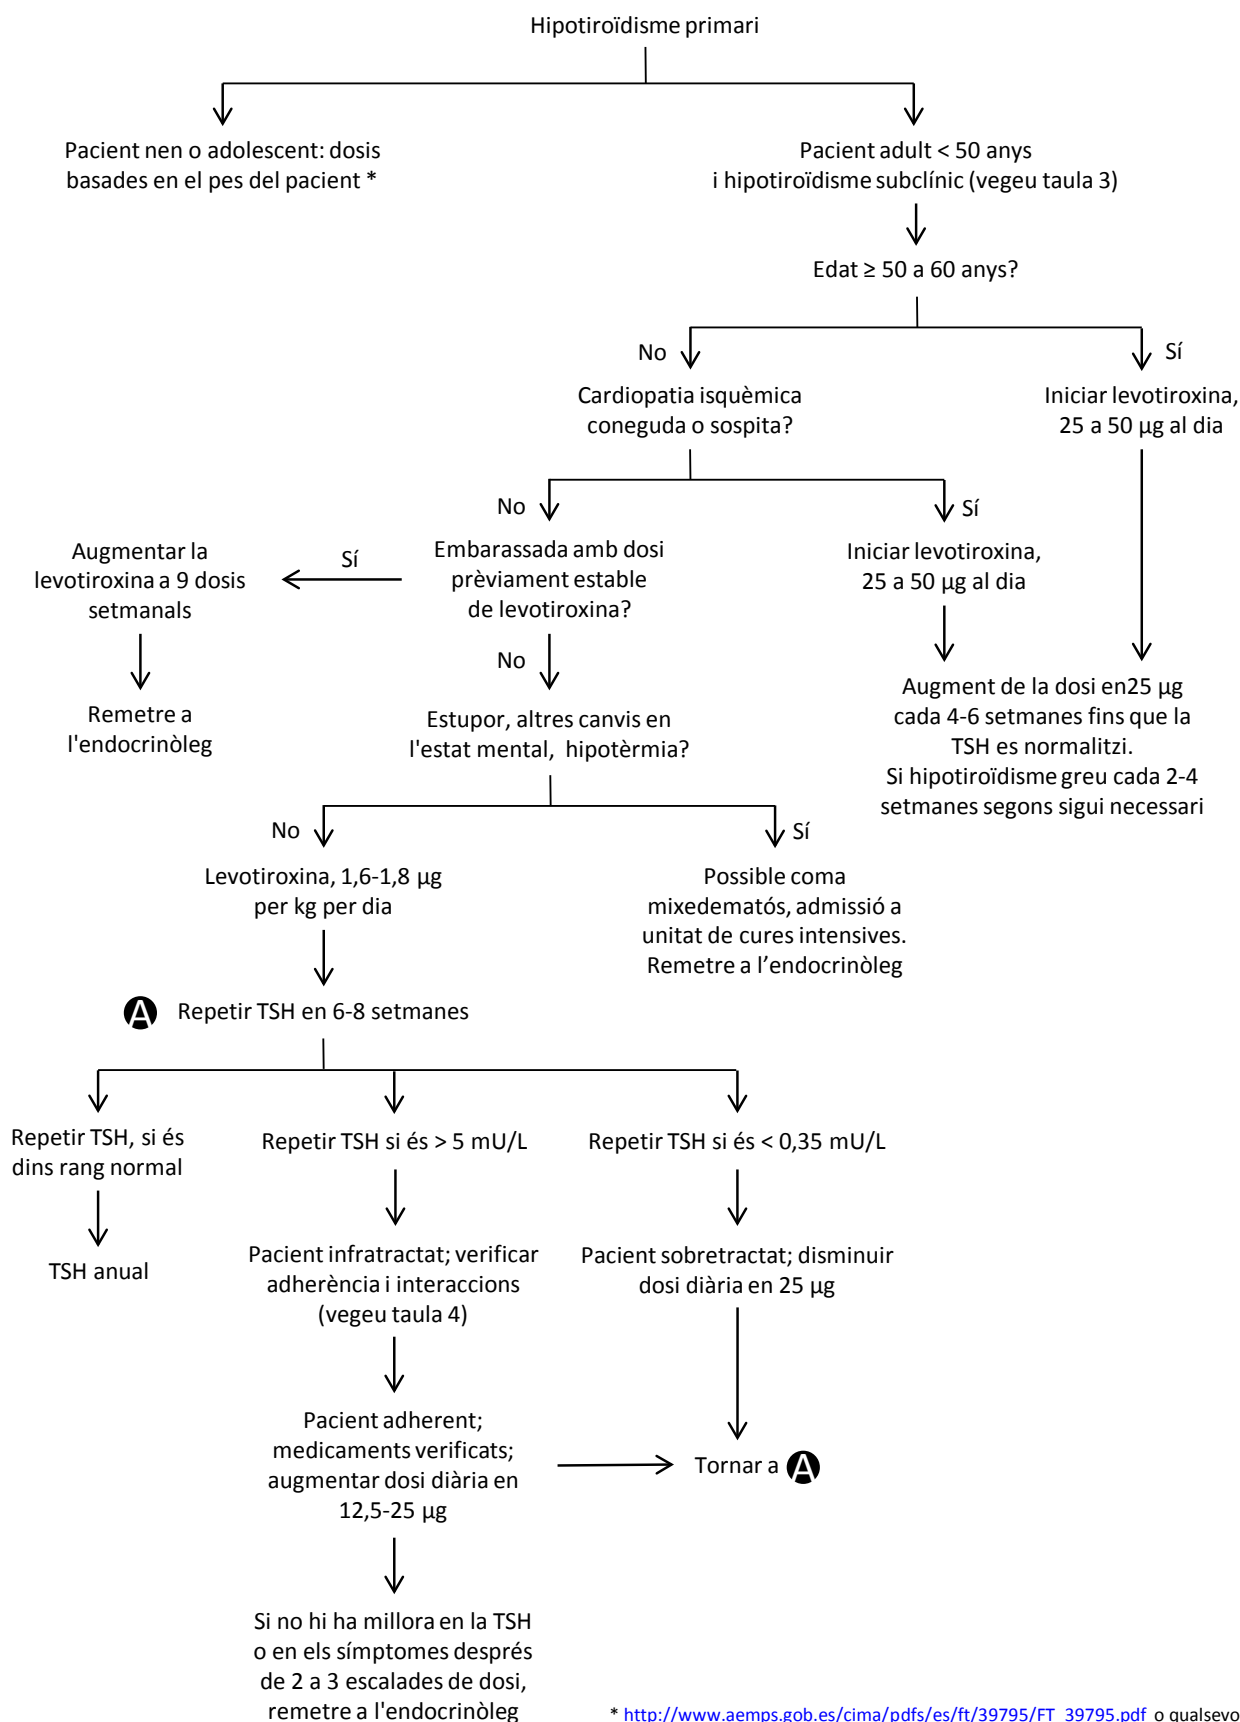 Hipotiroïdisme primari
Pacient nen o adolescent: dosis
basades en el pes del pacient *
Pacient adult < 50 anys
i hipotiroïdisme subclínic (vegeu taula 3)
Edat ≥ 50 a 60 anys?
No
Sí
Cardiopatia isquèmica
coneguda o sospita?
Iniciar levotiroxina,
25 a 50 µg al dia
No
Sí
Augmentar la
levotiroxina a 9 dosis
setmanals
Sí
Embarassada amb dosi
prèviament estable
de levotiroxina?
Iniciar levotiroxina,
25 a 50 µg al dia
No
Remetre a
l'endocrinòleg
Estupor, altres canvis en
l'estat mental, hipotèrmia?
Augment de la dosi en25 µg
cada 4-6 setmanes fins que la
TSH es normalitzi.
Si hipotiroïdisme greu cada 2-4
setmanes segons sigui necessari
No
Sí
Levotiroxina, 1,6-1,8 µg
per kg per dia
Possible coma
mixedematós, admissió a
unitat de cures intensives.
Remetre a l’endocrinòleg
A Repetir TSH en 6-8 setmanes
Repetir TSH, si és
dins rang normal
Repetir TSH si és > 5 mU/L
Repetir TSH si és < 0,35 mU/L
TSH anual
Pacient infratractat; verificar
adherència i interaccions
(vegeu taula 4)
Pacient sobretractat; disminuir
dosi diària en 25 µg
Pacient adherent;
medicaments verificats;
augmentar dosi diària en
12,5-25 µg
Tornar a A
Si no hi ha millora en la TSH
o en els símptomes després
de 2 a 3 escalades de dosi,
remetre a l'endocrinòleg
* http://www.aemps.gob.es/cima/pdfs/es/ft/39795/FT_39795.pdf o qualsevo